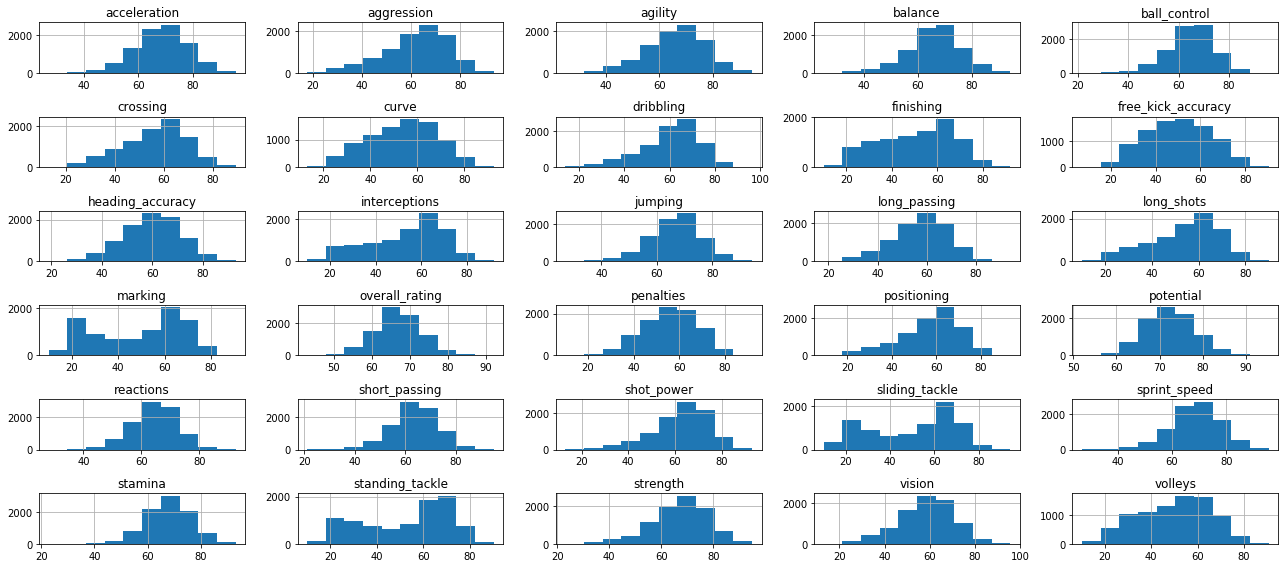 acceleration aggression agility balance ball_control
2000 2000 2000 2000 2000
0 0 0 0 0
40 60 80 20 40 60 80 40 60 80 40 60 80 20 40 60 80
crossing curve dribbling finishing free_kick_accuracy
2000 1000 2000 2000 1000
0 0 0 1000 0
0
20 40 60 80 20 40 60 80 20 40 60 80 100 20 40 60 80 20 40 60 80
heading_accuracy interceptions jumping long_passing long_shots
2000 2000 2000 2000 2000
0 0 0 0 0
20 40 60 80 20 40 60 80 40 60 80 20 40 60 80 20 40 60 80
marking overall_rating penalties positioning potential
2000 2000 2000 2000 2000
0 0 0 0 0
20 40 60 80 50 60 70 80 90 20 40 60 80 20 40 60 80 50 60 70 80 90
reactions short_passing shot_power sliding_tackle sprint_speed
2000 2000 2000 2000 2000
0 0 0 0 0
40 60 80 20 40 60 80 20 40 60 80 20 40 60 80 40 60 80
stamina standing_tackle strength vision volleys
2000 2000 2000 2000 1000
0 0 0 0 0
20 40 60 80 20 40 60 80 20 40 60 80 20 40 60 80 100 20 40 60 80